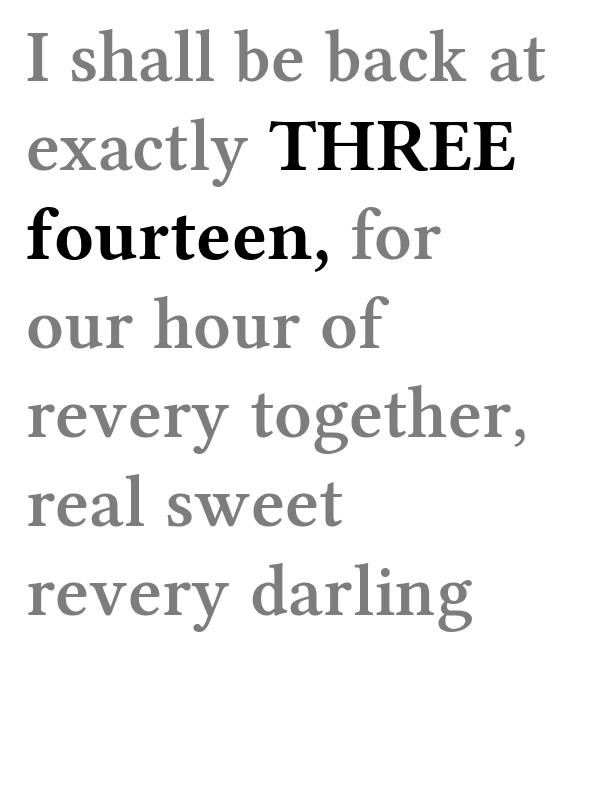 I shall be back at
exactly THREE
fourteen, for
our hour of
revery together,
real sweet
revery darling